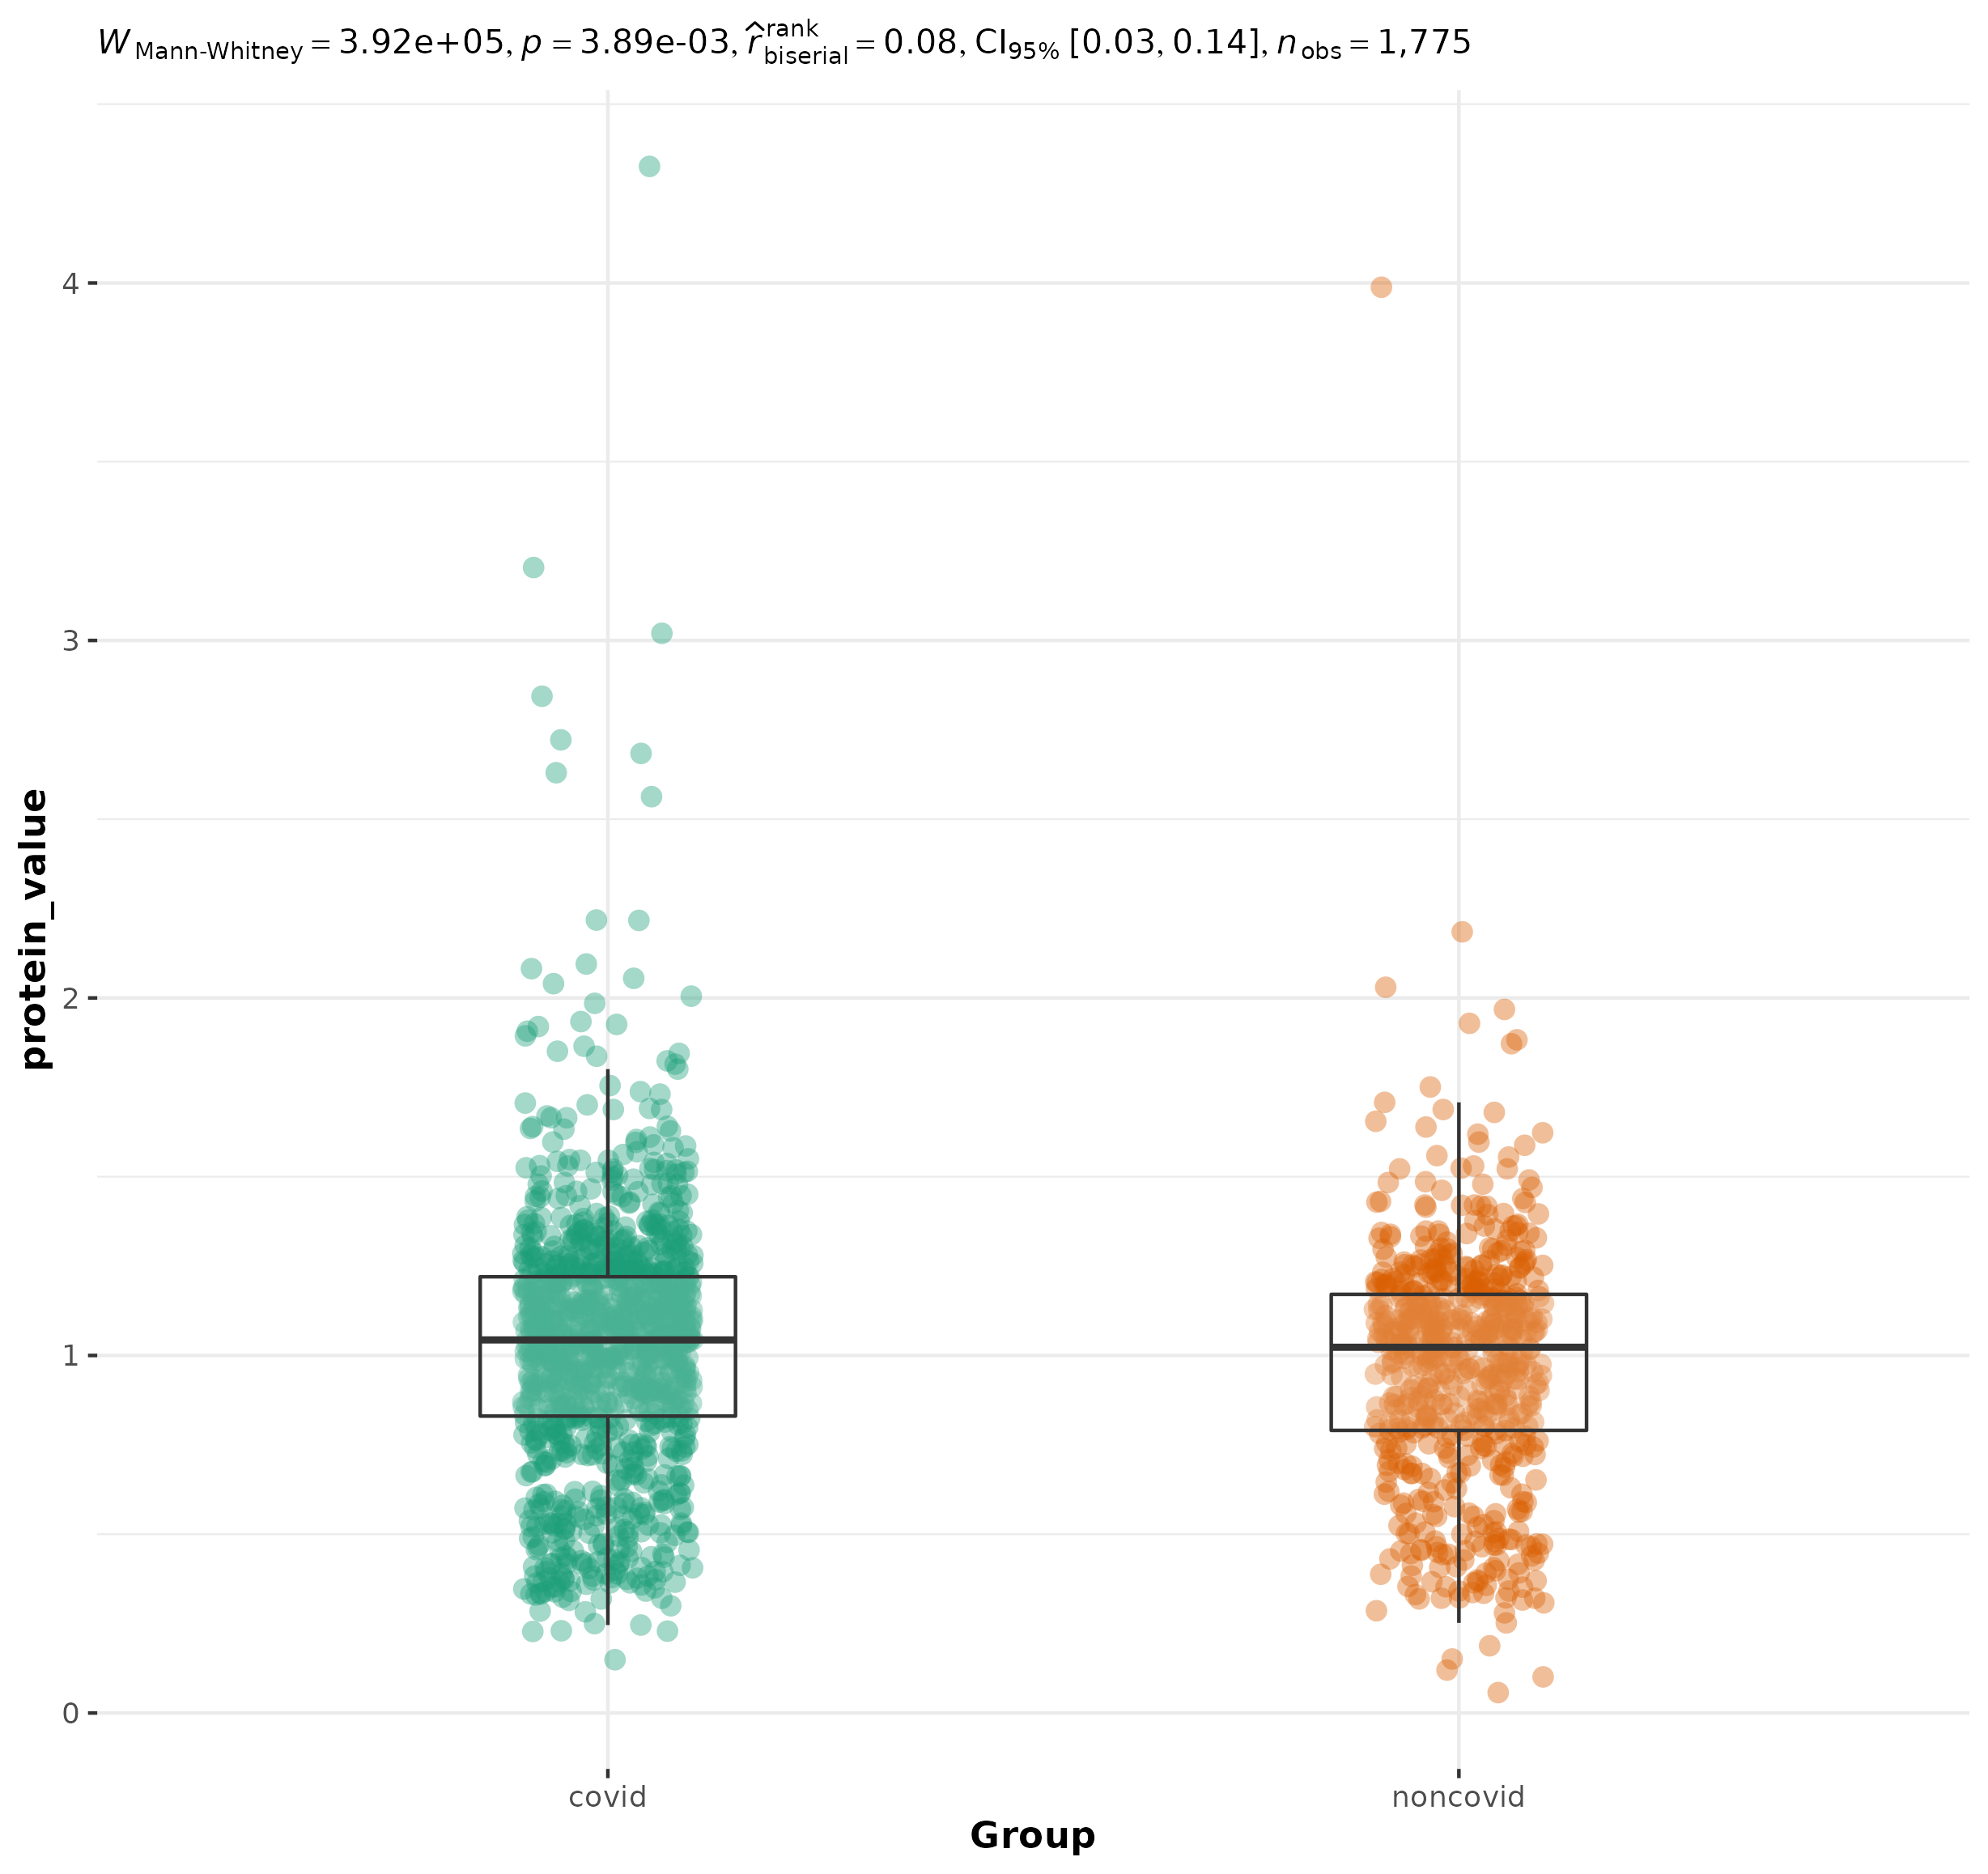 W Mann-Whitney = 3.92e+05, p = 3.89e-03, r̂ rank biserial = 0.08, CI95% [0.03, 0.14], nobs = 1,775
4
3
2
1
0
protein_value
covid noncovid
Group